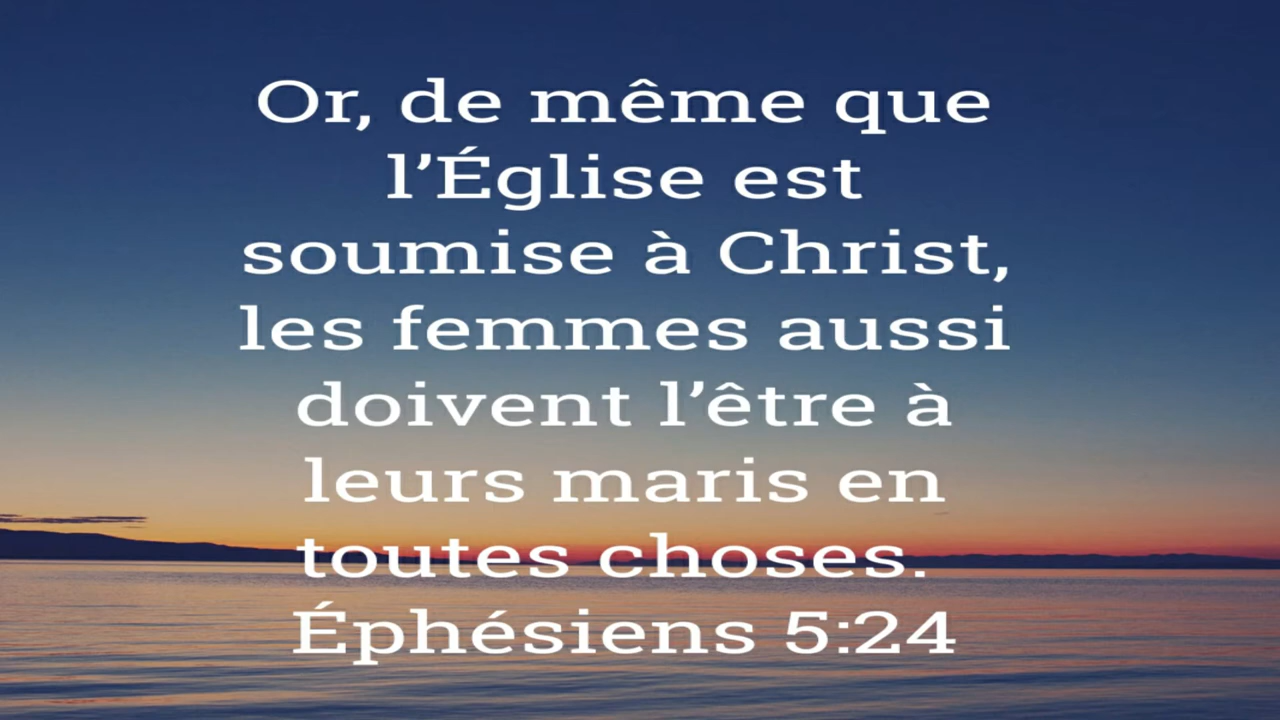 Or, de même que
l’Église est
soumise à Christ,
les femmes aussi
doivent l’être à
leurs maris en
toutes choses.
Éphésiens 5:24